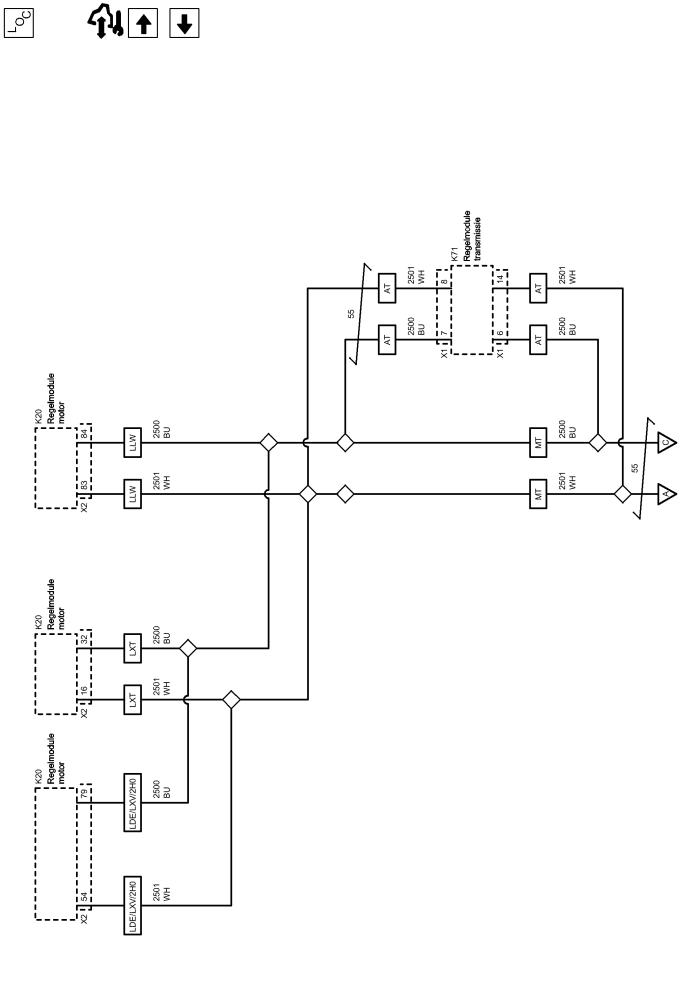 LOC
K20
Regelmodule
motor
X2
54
79
LDE/LXV/2H0
LDE/LXV/2H0
2501
WH
2500
BU
K20
Regelmodule
motor
X2
16
32
LXT
LXT
2501
WH
2500
BU
K20
Regelmodule
motor
X2
83
84
LLW
LLW
2501
WH
2500
BU
55
AT
AT
2500
BU
2501
WH
K71
Regelmodule
transmissie
X1
7
8
X1
6
14
AT
AT
2500
BU
2501
WH
MT
MT
2501
WH
2500
BU
55
A
C